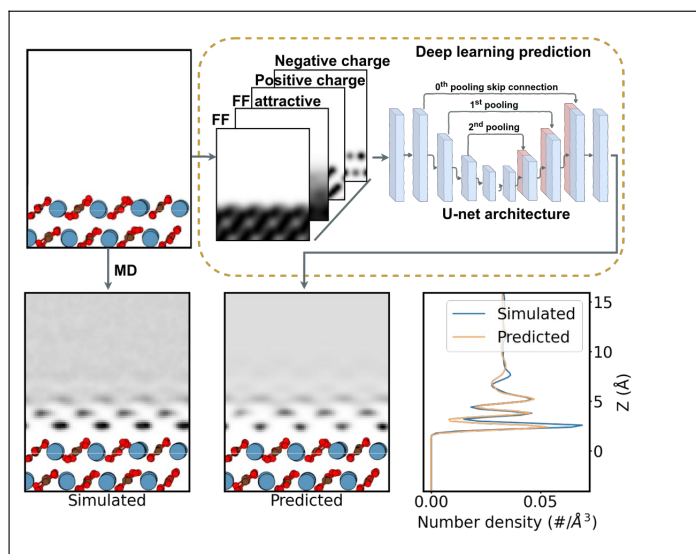 Deep learning prediction
Negative charge
Positive charge
FF attractive
FF
0th pooling skip connection
1st pooling
2nd pooling
U-net architecture
MD
Simulated
Predicted
Simulated
Predicted
15
10
5
0
Z (Å)
0.00
0.05
Number density (#/Å³)